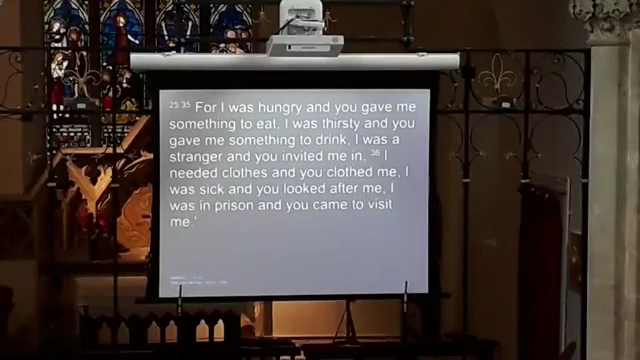 25:35 For I was hungry and you gave me
something to eat, I was thirsty and you
gave me something to drink, I was a
stranger and you invited me in, 36 I
needed clothes and you clothed me, I
was sick and you looked after me, I
was in prison and you came to visit
me.'